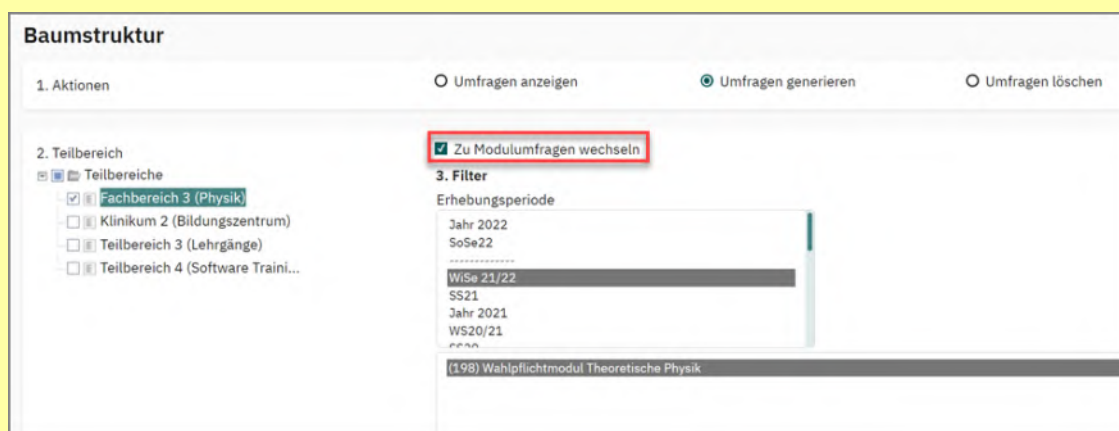 Baumstruktur
1. Aktionen
Umfragen anzeigen
Umfragen generieren
Umfragen löschen
2. Teilbereich
Teilbereiche
Fachbereich 3 (Physik)
Klinikum 2 (Bildungszentrum)
Teilbereich 3 (Lehrgänge)
Teilbereich 4 (Software Traini...
Zu Modulumfragen wechseln
3. Filter
Erhebungsperiode
Jahr 2022
SoSe22
-------------
WiSe 21/22
SS21
Jahr 2021
WS20/21
(198) Wahlpflichtmodul Theoretische Physik